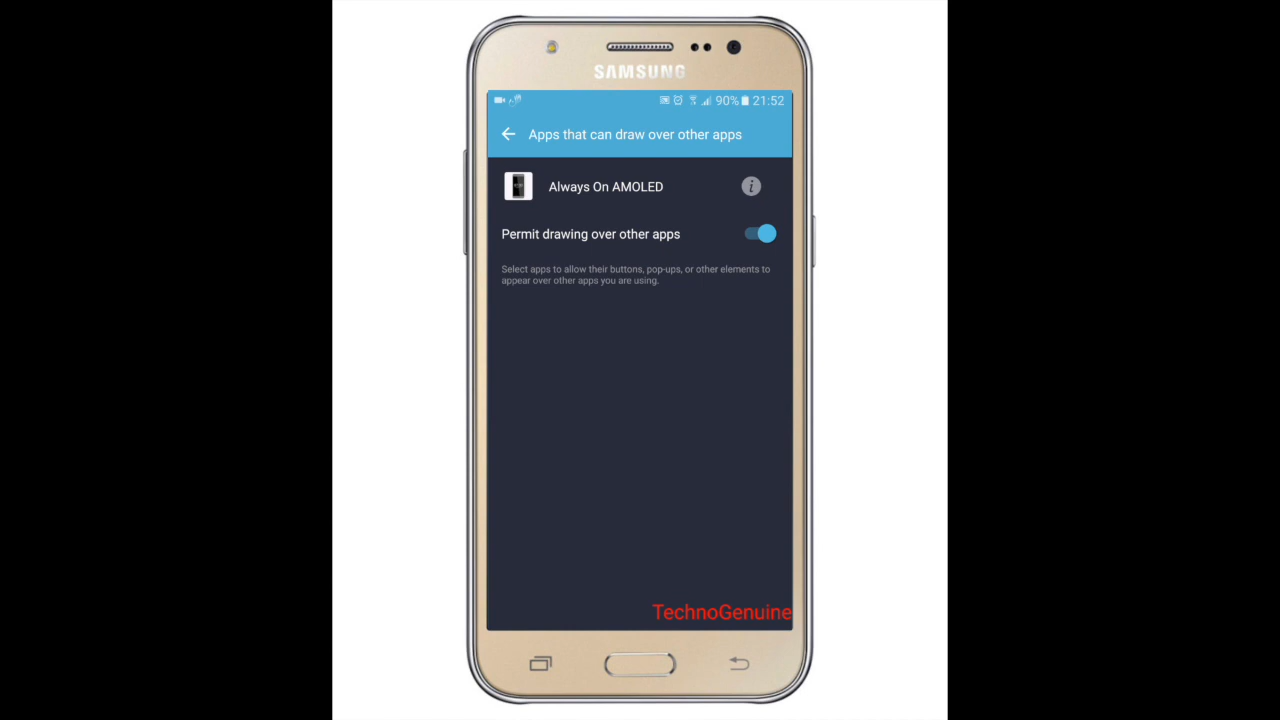 SAMSUNG
90% 21:52
Apps that can draw over other apps
Always On AMOLED
Permit drawing over other apps
Select apps to allow their buttons, pop-ups, or other elements to
appear over other apps you are using.
TechnoGenuine